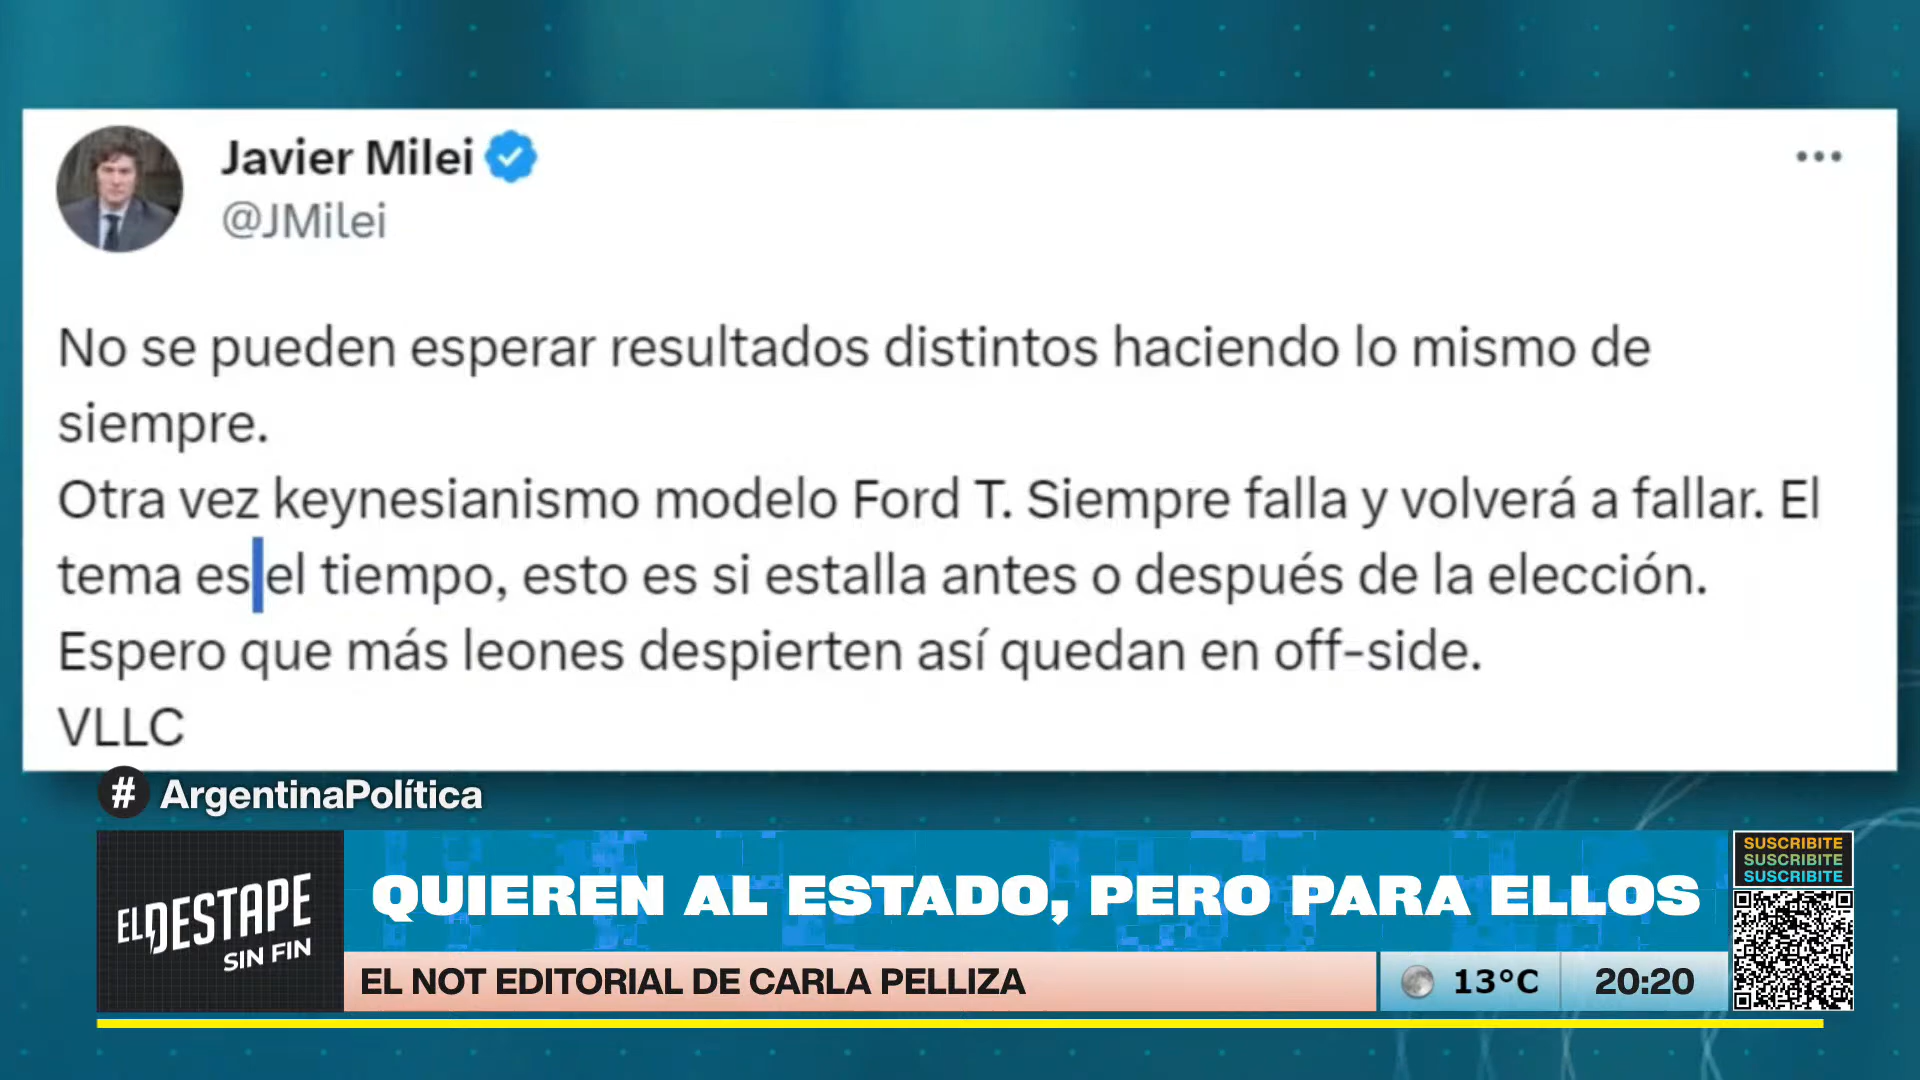 Javier Milei
@JMilei
No se pueden esperar resultados distintos haciendo lo mismo de
siempre.
Otra vez keynesianismo modelo Ford T. Siempre falla y volverá a fallar. El
tema es el tiempo, esto es si estalla antes o después de la elección.
Espero que más leones despierten así quedan en off-side.
VLLC
# ArgentinaPolítica
EL DESTAPE
SIN FIN
QUIEREN AL ESTADO, PERO PARA ELLOS
EL NOT EDITORIAL DE CARLA PELLIZA
13°C
20:20
SUSCRIBITE
SUSCRIBITE
SUSCRIBITE